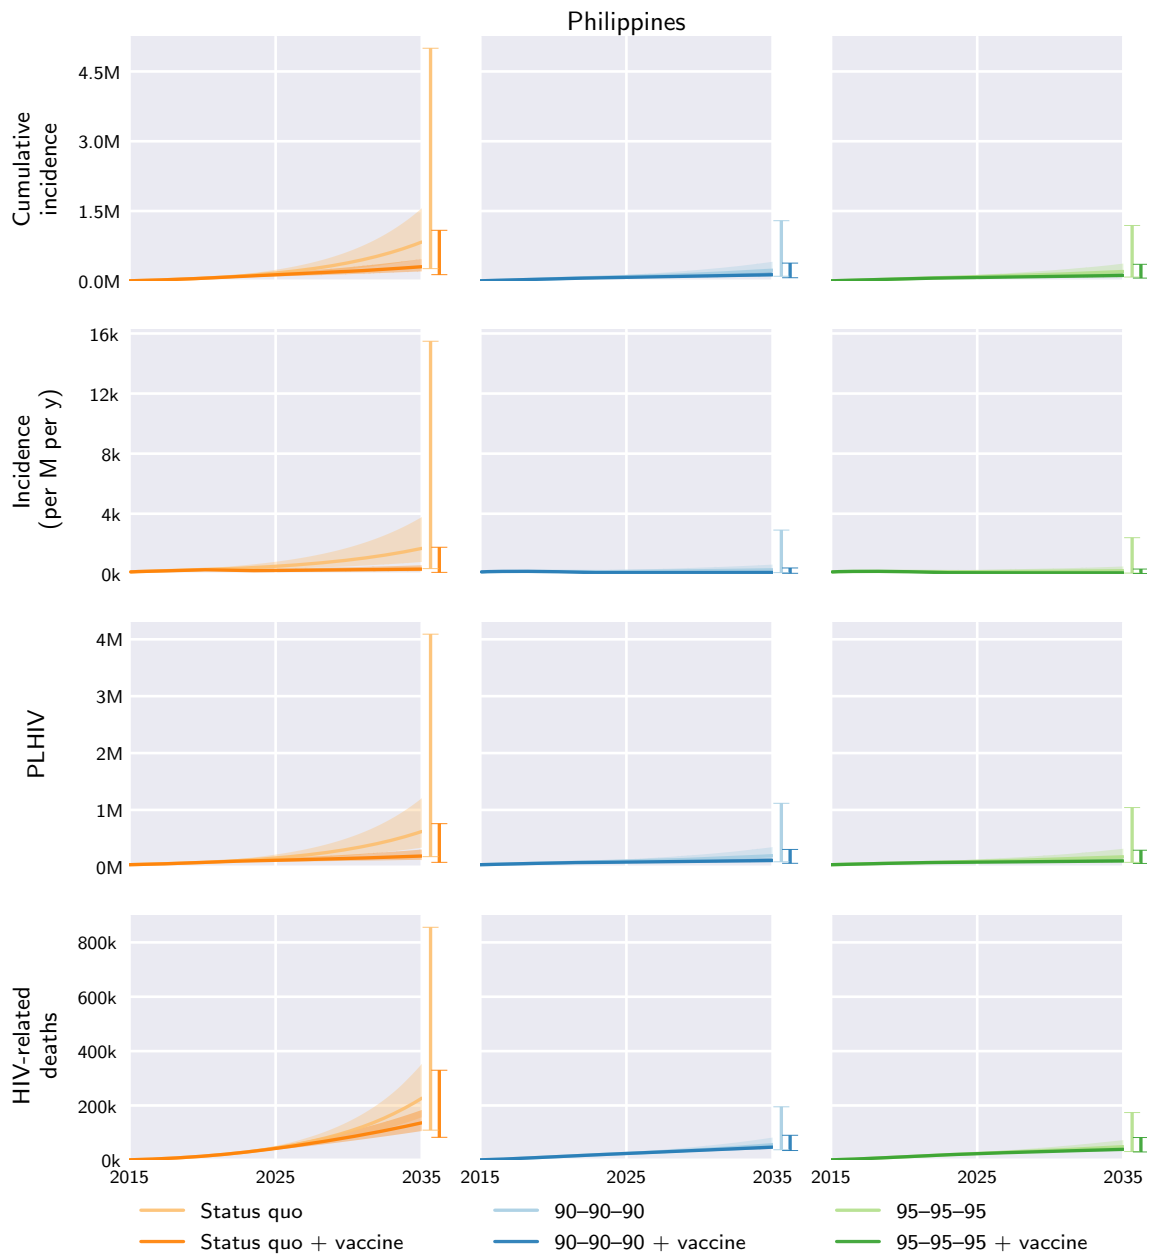 Philippines
Cumulative
incidence
4.5M
3.0M
1.5M
0.0M
Incidence
(per M per y)
16k
12k
8k
4k
0k
PLHIV
4M
3M
2M
1M
0M
HIV-related
deaths
800k
600k
400k
200k
0k
2015 2025 2035 2015 2025 2035 2015 2025 2035
Status quo 90–90–90 95–95–95
Status quo + vaccine 90–90–90 + vaccine 95–95–95 + vaccine